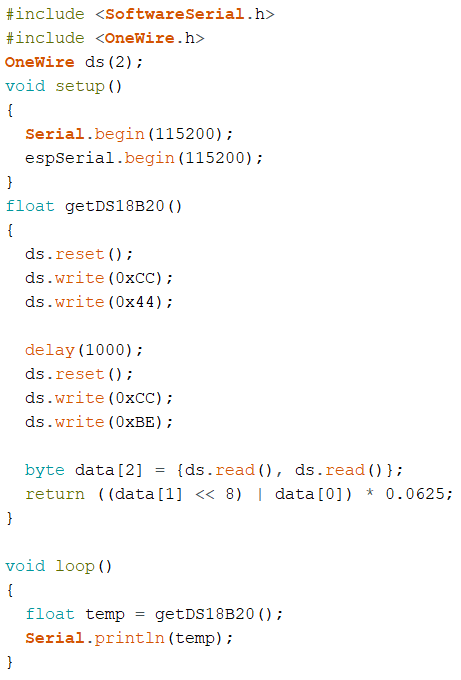 #include <SoftwareSerial.h>
#include <OneWire.h>
OneWire ds(2);
void setup()
{
  Serial.begin(115200);
  espSerial.begin(115200);
}
float getDS18B20()
{
  ds.reset();
  ds.write(0xCC);
  ds.write(0x44);

  delay(1000);
  ds.reset();
  ds.write(0xCC);
  ds.write(0xBE);

  byte data[2] = {ds.read(), ds.read()};
  return ((data[1] << 8) | data[0]) * 0.0625;
}

void loop()
{
  float temp = getDS18B20();
  Serial.println(temp);
}